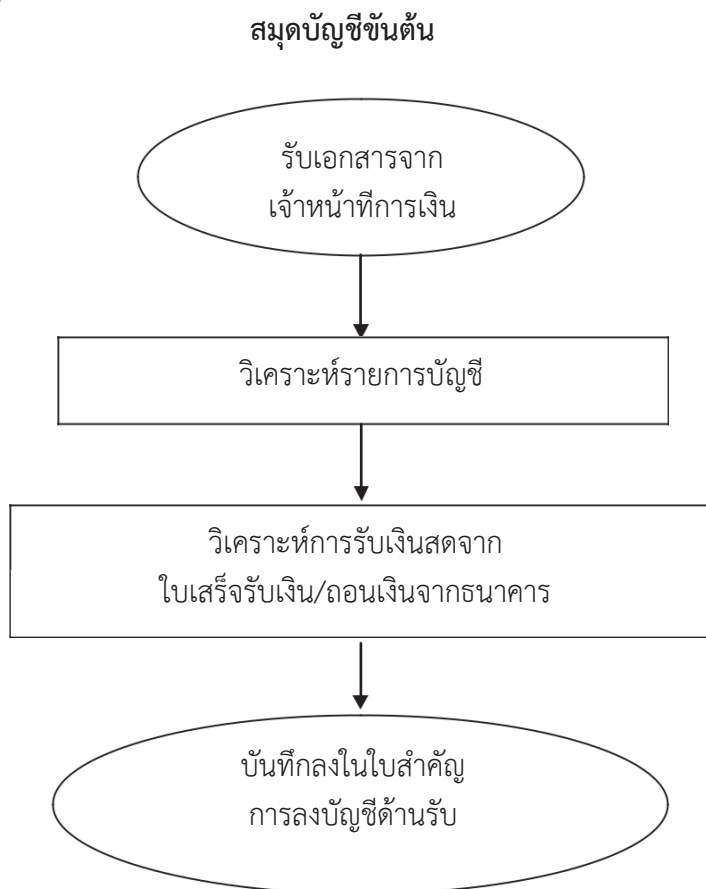 สมุดบัญชีขันต้น
รับเอกสารจาก
เจ้าหน้าทีการเงิน
วิเคราะห์รายการบัญชี
วิเคราะห์การรับเงินสดจาก
ใบเสร็จรับเงิน/ถอนเงินจากธนาคาร
บันทึกลงในใบสำคัญ
การลงบัญชีด้านรับ